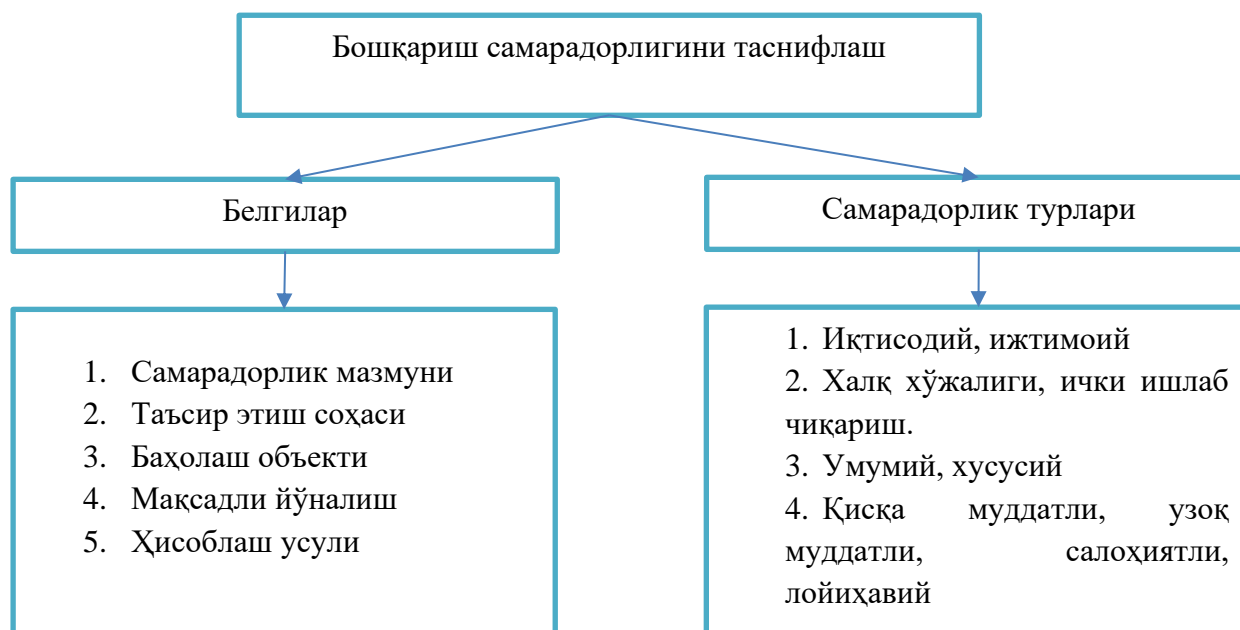 Бошқариш самарадорлигини таснифлаш
Белгилар
Самарадорлик турлари
1. Самарадорлик мазмуни
2. Таъсир этиш соҳаси
3. Баҳолаш объекти
4. Мақсадли йўналиш
5. Ҳисоблаш усули
1. Иқтисодий, ижтимоий
2. Халқ хўжалиги, ички ишлаб
чиқариш.
3. Умумий, хусусий
4. Қисқа муддатли, узоқ
муддатли, салоҳиятли,
лойиҳавий